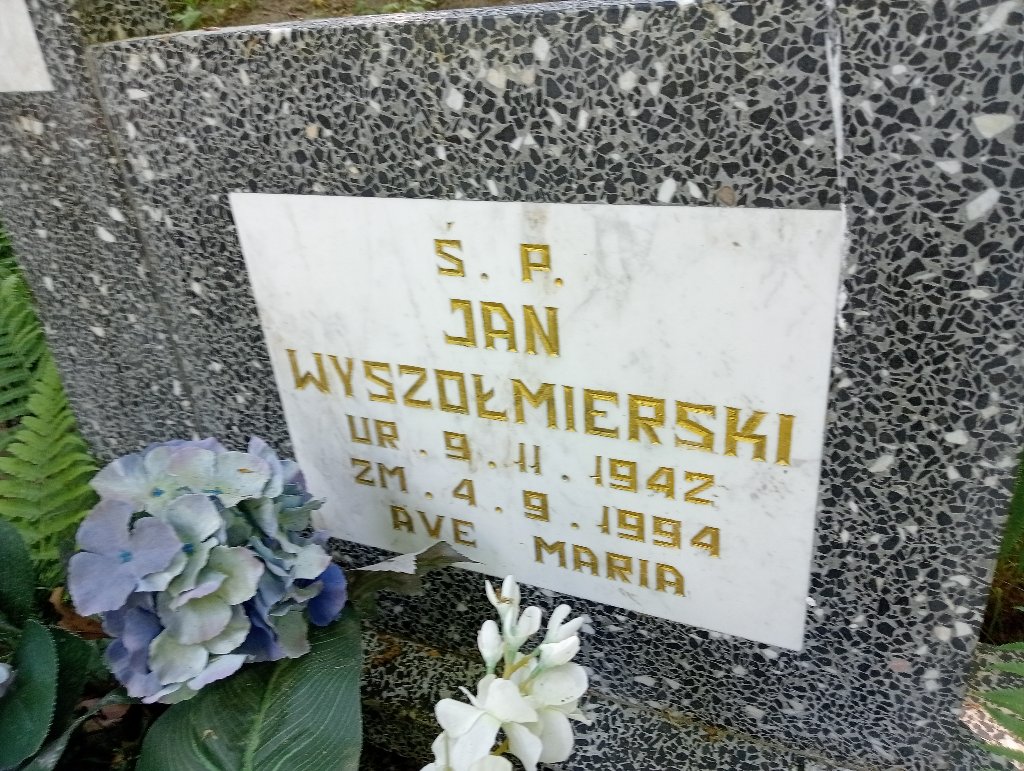 Ś. P.
JAN
WYSZOŁMIERSKI
UR. 9. 11. 1942
ZM. 4. 9. 1994
AVE MARIA